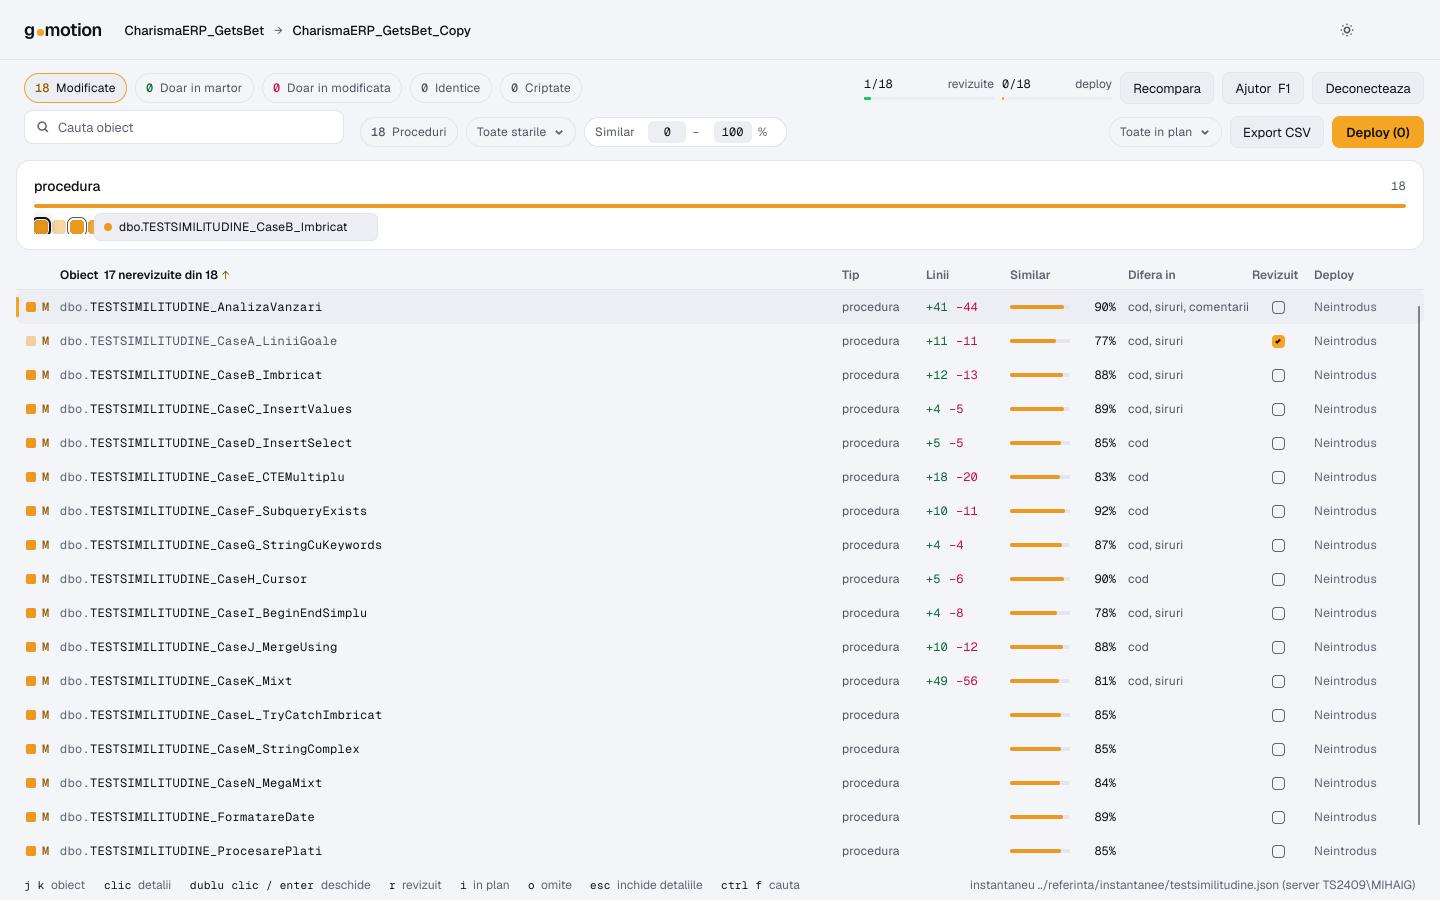 g motion CharismaERP_GetsBet → CharismaERP_GetsBet_Copy
18 Modificate 0 Doar in martor 0 Doar in modificata 0 Identice 0 Criptate 1/18 revizuite 0/18 deploy Recompara Ajutor F1 Deconecteaza
Cauta obiect 18 Proceduri Toate starile Similar 0 – 100 % Toate in plan Export CSV Deploy (0)
procedura 18
dbo.TESTSIMILITUDINE_CaseB_Imbricat
Obiect 17 nerevizuite din 18 ↑ Tip Linii Similar Difera in Revizuit Deploy
M dbo.TESTSIMILITUDINE_AnalizaVanzari procedura +41 −44 90% cod, siruri, comentarii Neintrodus
M dbo.TESTSIMILITUDINE_CaseA_LiniiGoale procedura +11 −11 77% cod, siruri Neintrodus
M dbo.TESTSIMILITUDINE_CaseB_Imbricat procedura +12 −13 88% cod, siruri Neintrodus
M dbo.TESTSIMILITUDINE_CaseC_InsertValues procedura +4 −5 89% cod, siruri Neintrodus
M dbo.TESTSIMILITUDINE_CaseD_InsertSelect procedura +5 −5 85% cod Neintrodus
M dbo.TESTSIMILITUDINE_CaseE_CTEMultiplu procedura +18 −20 83% cod Neintrodus
M dbo.TESTSIMILITUDINE_CaseF_SubqueryExists procedura +10 −11 92% cod Neintrodus
M dbo.TESTSIMILITUDINE_CaseG_StringCuKeywords procedura +4 −4 87% cod, siruri Neintrodus
M dbo.TESTSIMILITUDINE_CaseH_Cursor procedura +5 −6 90% cod Neintrodus
M dbo.TESTSIMILITUDINE_CaseI_BeginEndSimplu procedura +4 −8 78% cod, siruri Neintrodus
M dbo.TESTSIMILITUDINE_CaseJ_MergeUsing procedura +10 −12 88% cod Neintrodus
M dbo.TESTSIMILITUDINE_CaseK_Mixt procedura +49 −56 81% cod, siruri Neintrodus
M dbo.TESTSIMILITUDINE_CaseL_TryCatchImbricat procedura 85% Neintrodus
M dbo.TESTSIMILITUDINE_CaseM_StringComplex procedura 85% Neintrodus
M dbo.TESTSIMILITUDINE_CaseN_MegaMixt procedura 84% Neintrodus
M dbo.TESTSIMILITUDINE_FormatareDate procedura 89% Neintrodus
M dbo.TESTSIMILITUDINE_ProcesarePlati procedura 85% Neintrodus
j k obiect clic detalii dublu clic / enter deschide r revizuit i in plan o omite esc inchide detaliile ctrl f cauta instantaneu ../referinta/instantanee/testsimilitudine.json (server TS2409\MIHAIG)